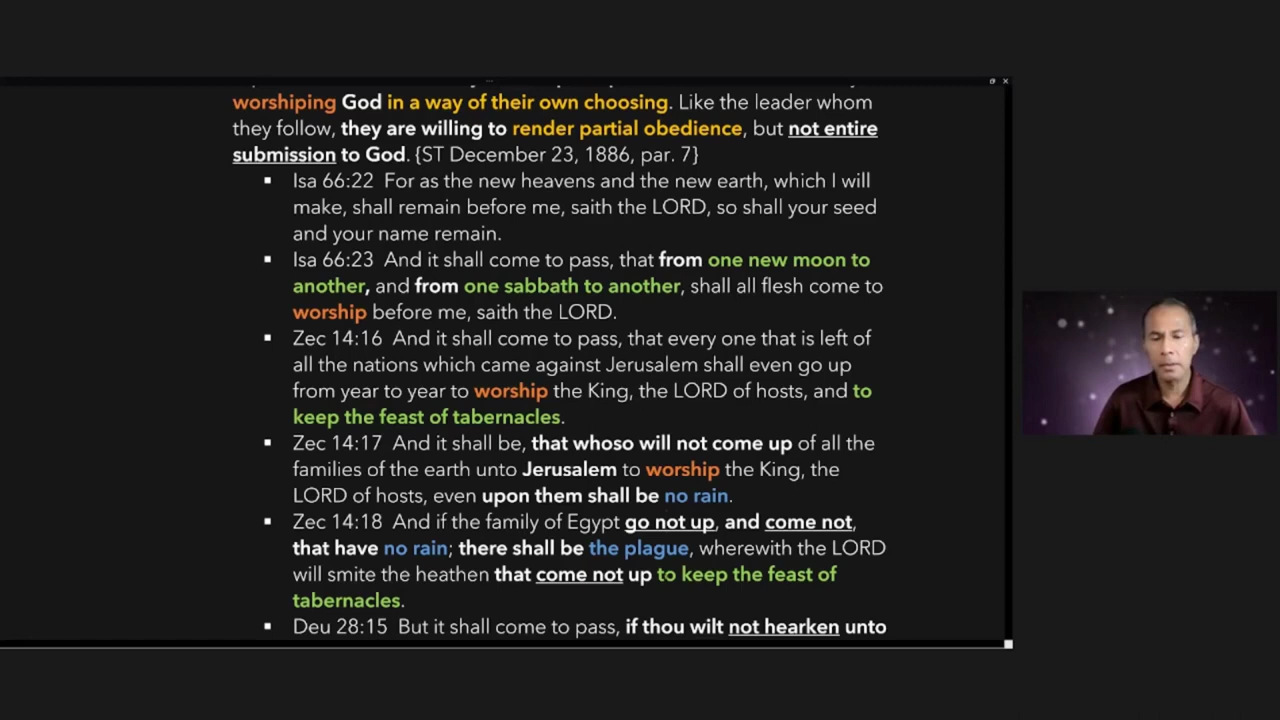 worshiping God in a way of their own choosing. Like the leader whom
they follow, they are willing to render partial obedience, but not entire
submission to God. {ST December 23, 1886, par. 7}
▪ Isa 66:22 For as the new heavens and the new earth, which I will
make, shall remain before me, saith the LORD, so shall your seed
and your name remain.
▪ Isa 66:23 And it shall come to pass, that from one new moon to
another, and from one sabbath to another, shall all flesh come to
worship before me, saith the LORD.
▪ Zec 14:16 And it shall come to pass, that every one that is left of
all the nations which came against Jerusalem shall even go up
from year to year to worship the King, the LORD of hosts, and to
keep the feast of tabernacles.
▪ Zec 14:17 And it shall be, that whoso will not come up of all the
families of the earth unto Jerusalem to worship the King, the
LORD of hosts, even upon them shall be no rain.
▪ Zec 14:18 And if the family of Egypt go not up, and come not,
that have no rain; there shall be the plague, wherewith the LORD
will smite the heathen that come not up to keep the feast of
tabernacles.
▪ Deu 28:15 But it shall come to pass, if thou wilt not hearken unto